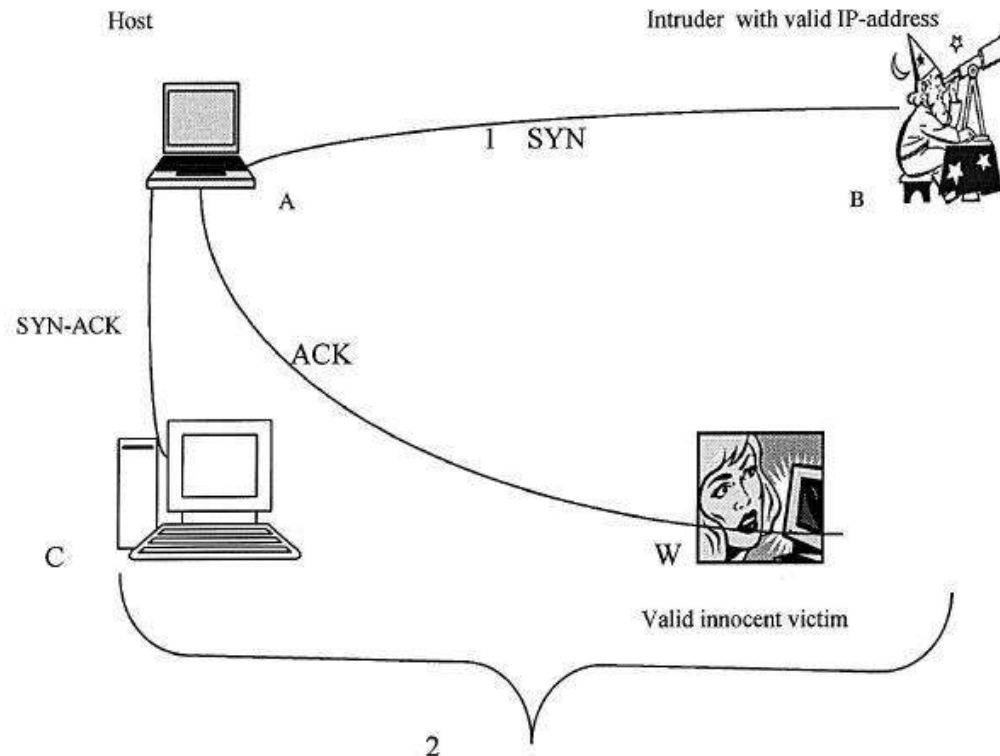 Host
Intruder with valid IP-address
1 SYN
A
B
SYN-ACK
ACK
C
W
Valid innocent victim
2